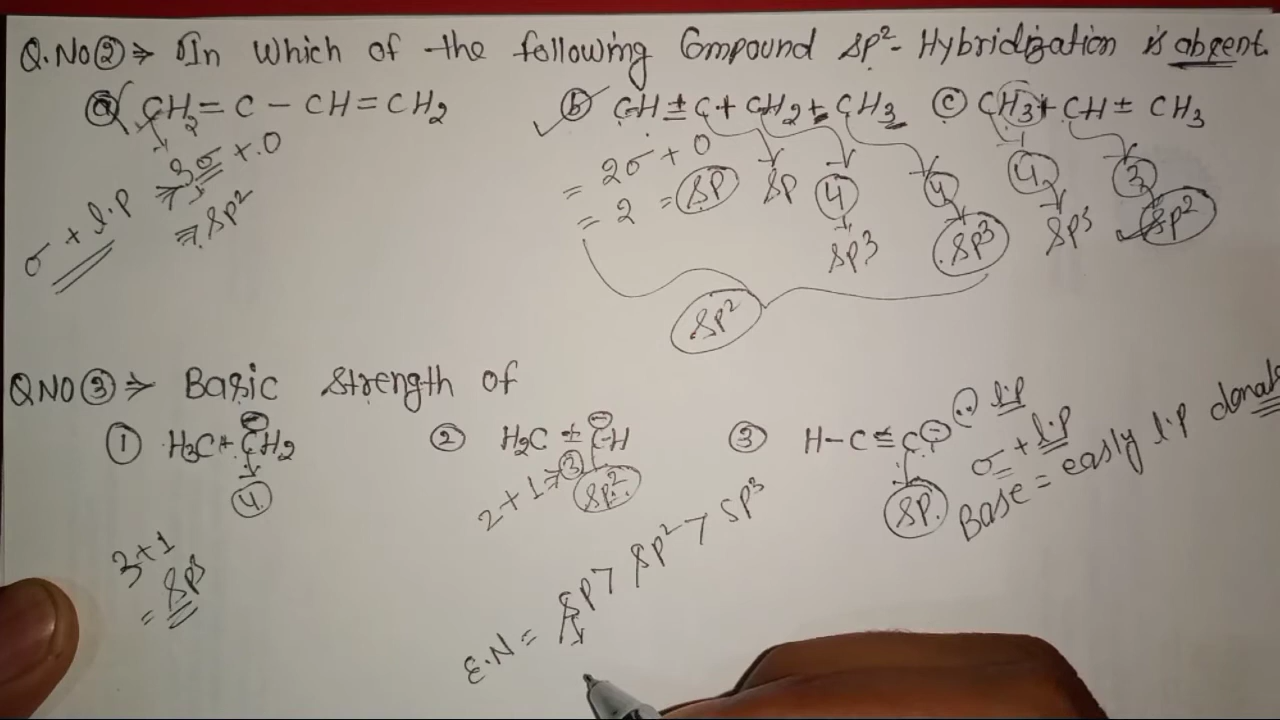 Q.No② ⇒ In Which of the following Compound sp²- Hybridization is absent.
ⓐ CH₂ = C - CH = CH₂ ⓑ CH ≡ C + CH₂ + CH₃ ⓒ CH₃ + CH = CH₃
σ + l.p ⇒ 3σ + 0 = 2σ + 0 SP ④ ④ ④ ③
⇒ SP² = 2 = SP SP³ SP³ SP³ SP²
SP²
QNO③ ⇒ Basic Strength of
① H₃C + C⊖H₂ ② H₂C = C⊖-H ③ H-C ≡ C⊖ l.p
④ 2+1 ⇒ ③ SP² SP σ + l.p
Base = easly l.p donate
3+1
= SP³
E.N = SP > SP² > SP³